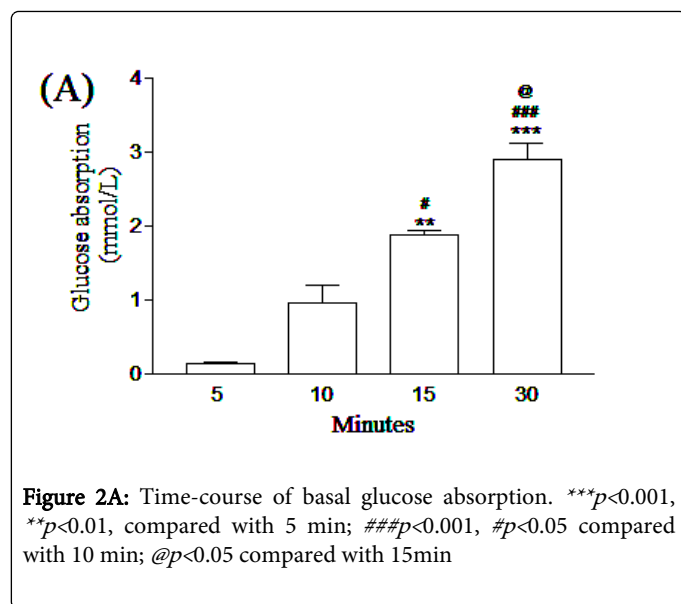 (A)
Glucose absorption
(mmol/L)
4
3
2
1
0
#
**
@
###
***
5 10 15 30
Minutes
Figure 2A: Time-course of basal glucose absorption. ***p<0.001,
**p<0.01, compared with 5 min; ###p<0.001, #p<0.05 compared
with 10 min; @p<0.05 compared with 15min